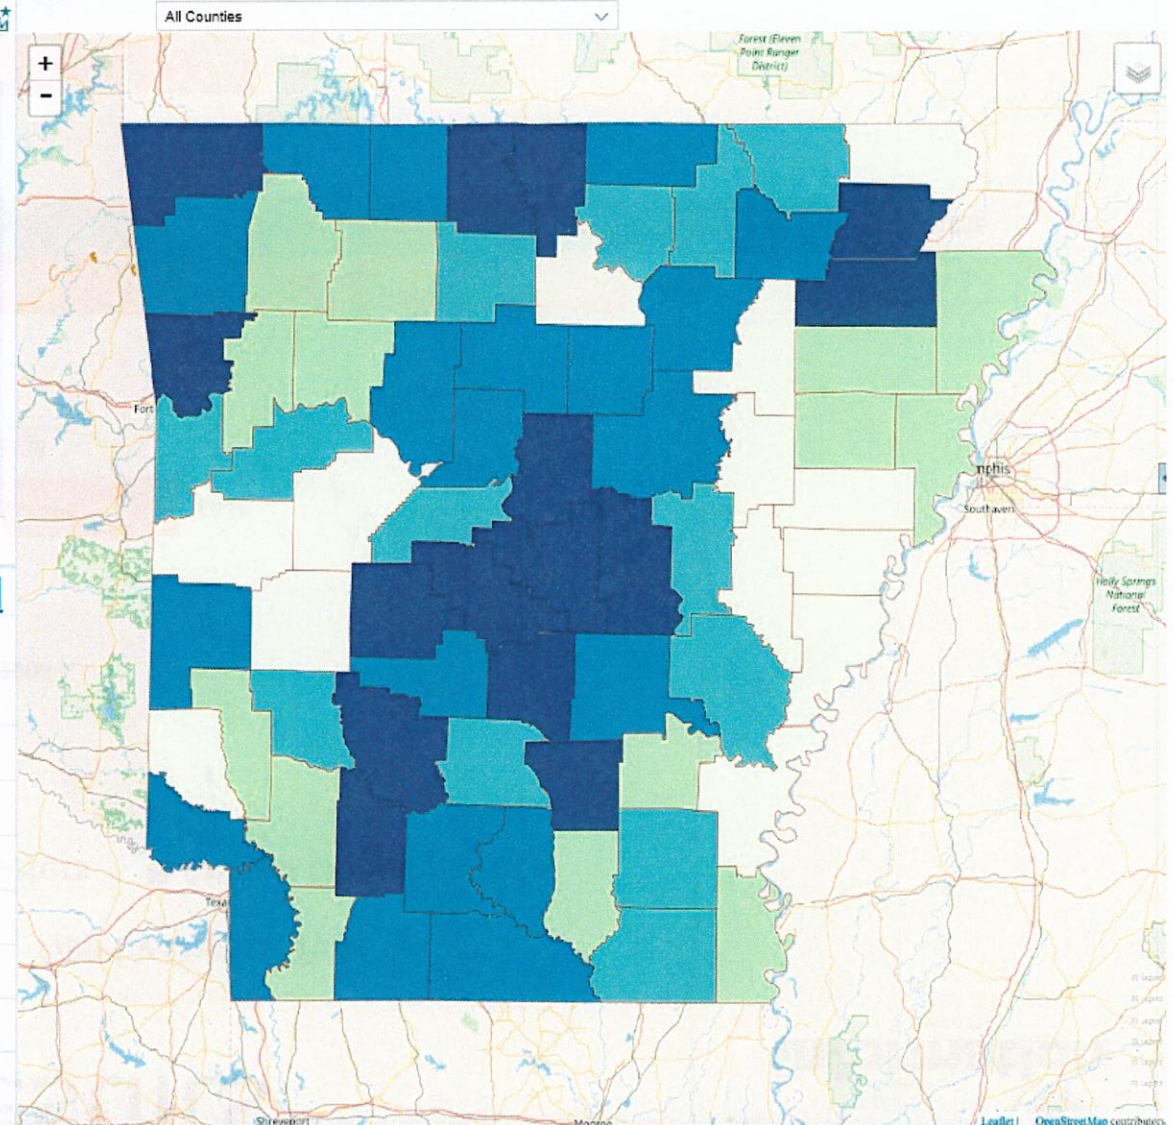 All Counties
+
−
Forest (Eleven
Point Ranger
District)
Fort
mphis
Southaven
Holly Springs
National
Forest
Texa
Shreveport
Monroe
Leaflet | OpenStreetMap contributors